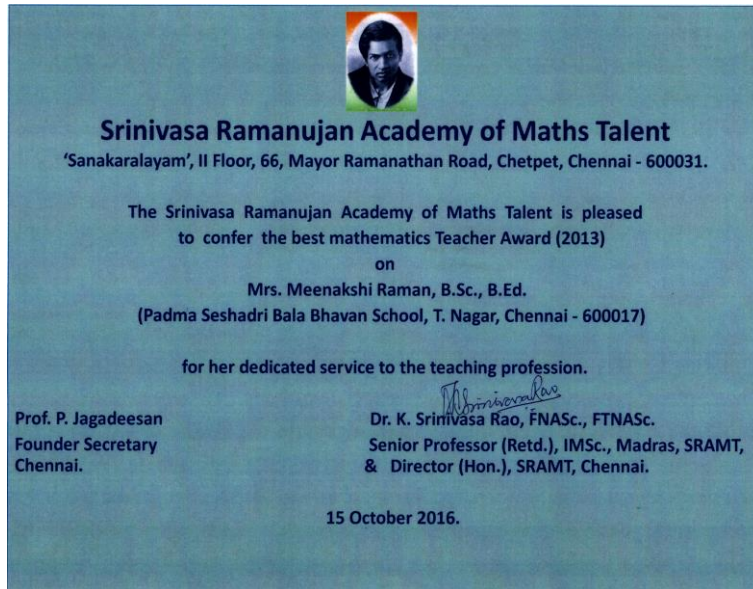 Srinivasa Ramanujan Academy of Maths Talent
‘Sanakaralayam’, II Floor, 66, Mayor Ramanathan Road, Chetpet, Chennai - 600031.
The Srinivasa Ramanujan Academy of Maths Talent is pleased
to confer the best mathematics Teacher Award (2013)
on
Mrs. Meenakshi Raman, B.Sc., B.Ed.
(Padma Seshadri Bala Bhavan School, T. Nagar, Chennai - 600017)
for her dedicated service to the teaching profession.
KSrinivasaRao
Prof. P. Jagadeesan
Founder Secretary
Chennai.
Dr. K. Srinivasa Rao, FNASc., FTNASc.
Senior Professor (Retd.), IMSc., Madras, SRAMT,
& Director (Hon.), SRAMT, Chennai.
15 October 2016.